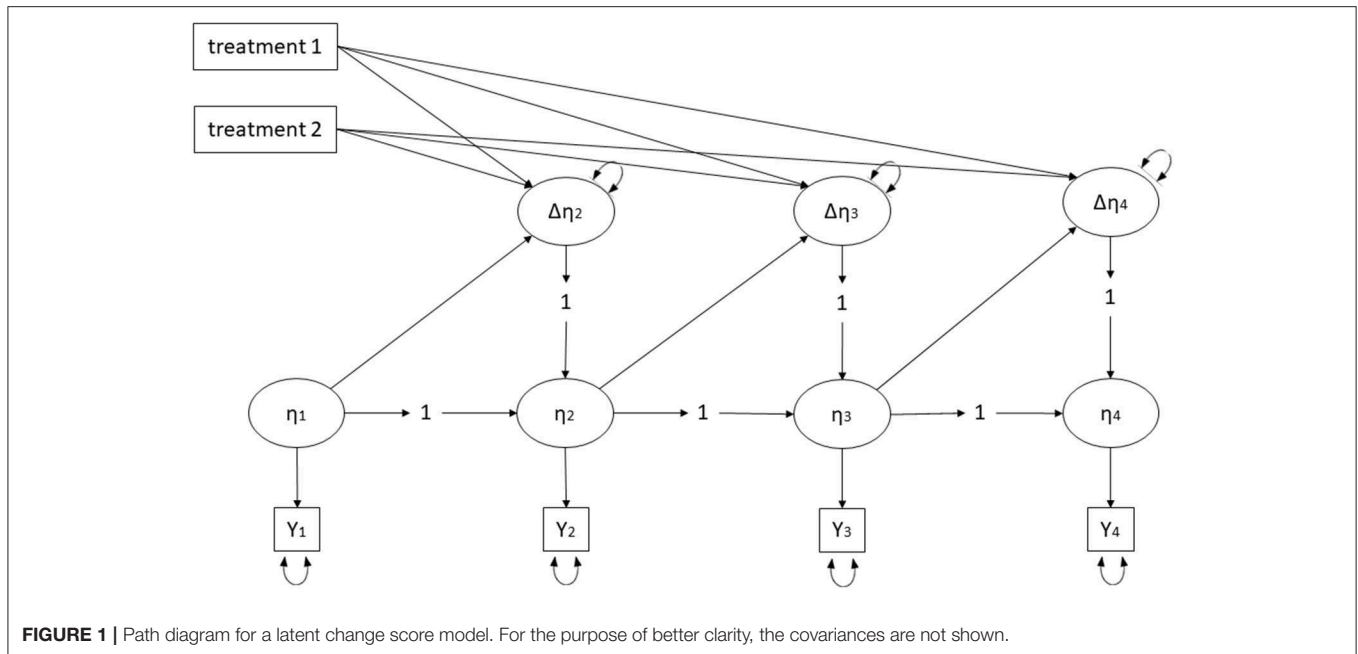 treatment 1
treatment 2
Δη2
Δη3
Δη4
1
1
1
η1
1
η2
1
η3
1
η4
Y1
Y2
Y3
Y4
FIGURE 1 | Path diagram for a latent change score model. For the purpose of better clarity, the covariances are not shown.